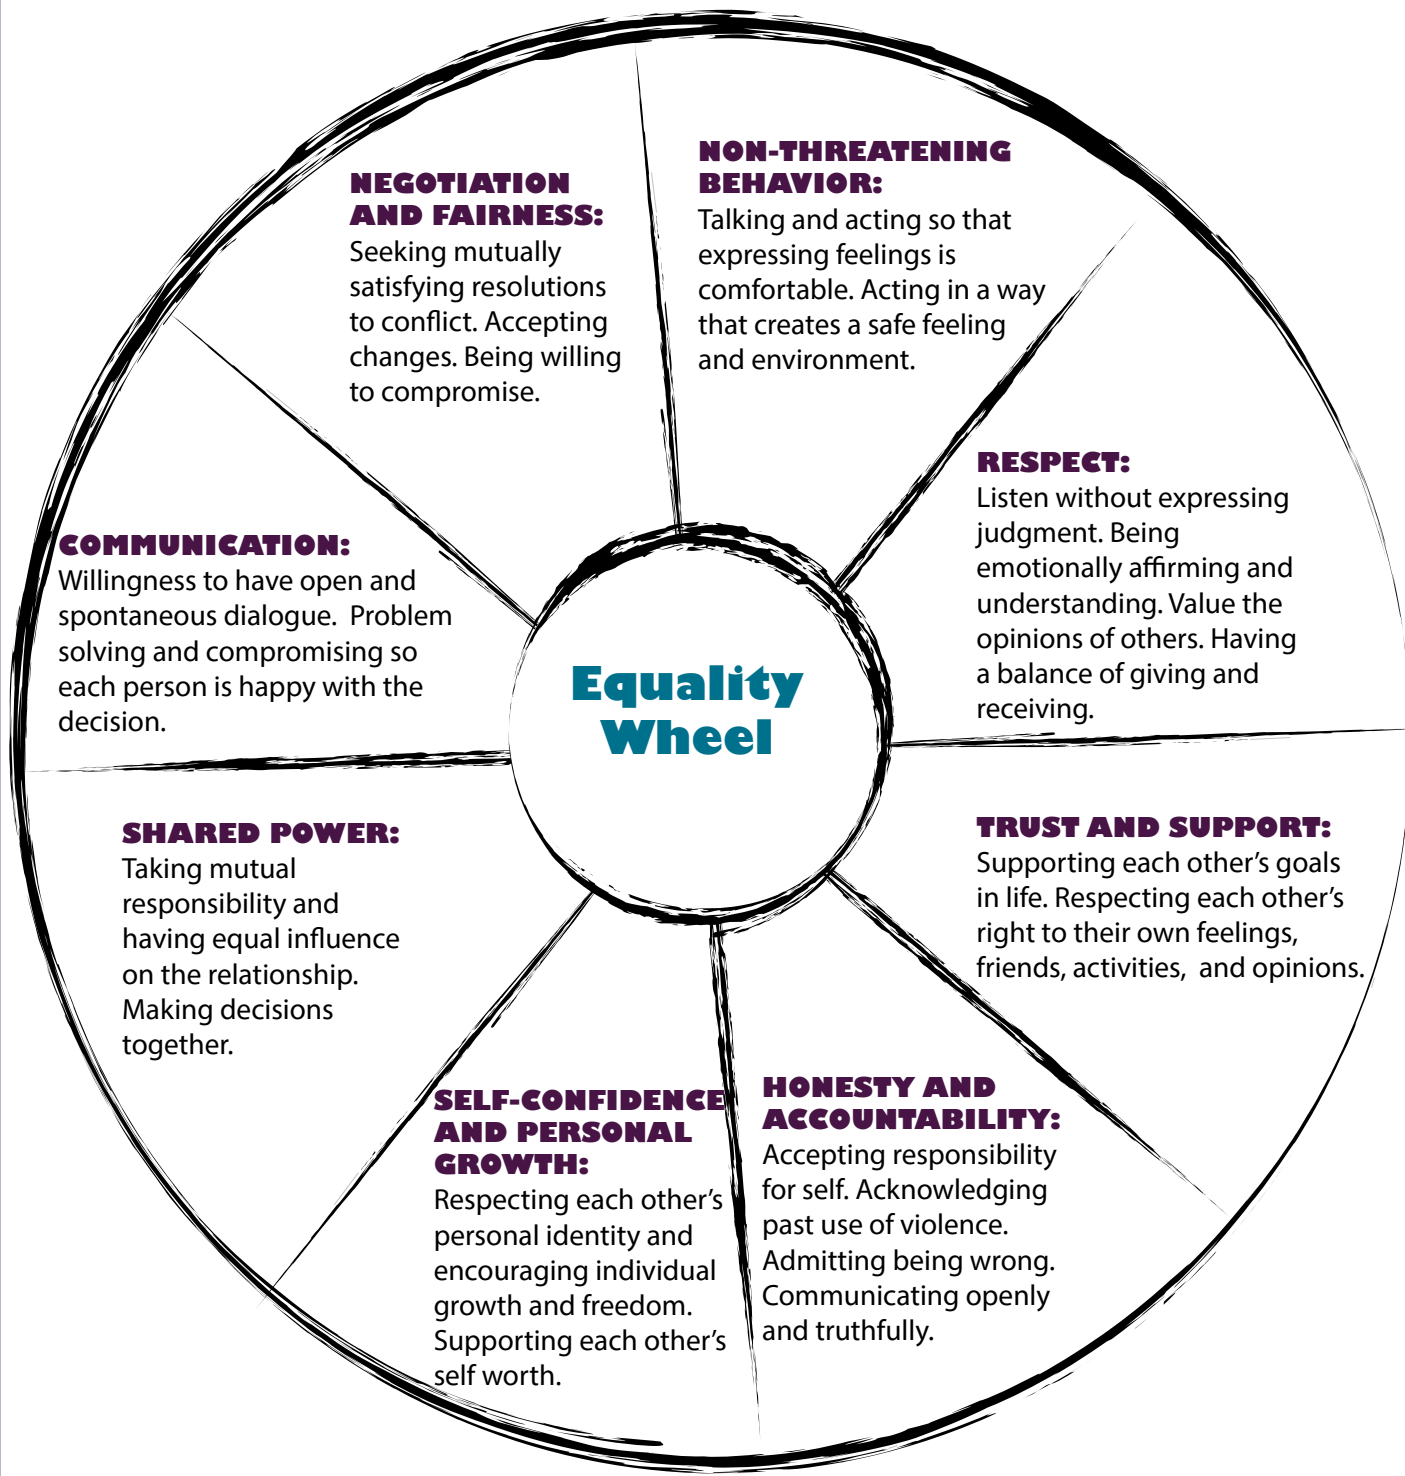 NON-THREATENING
BEHAVIOR:
Talking and acting so that
expressing feelings is
comfortable. Acting in a way
that creates a safe feeling
and environment.
RESPECT:
Listen without expressing
judgment. Being
emotionally affirming and
understanding. Value the
opinions of others. Having
a balance of giving and
receiving.
TRUST AND SUPPORT:
Supporting each other’s goals
in life. Respecting each other’s
right to their own feelings,
friends, activities,  and opinions.
HONESTY AND
ACCOUNTABILITY:
Accepting responsibility
for self. Acknowledging
past use of violence.
Admitting being wrong.
Communicating openly
and truthfully.
SELF-CONFIDENCE
AND PERSONAL
GROWTH:
Respecting each other’s
personal identity and
encouraging individual
growth and freedom.
Supporting each other’s
self worth.
SHARED POWER:
Taking mutual
responsibility and
having equal influence
on the relationship.
Making decisions
together.
COMMUNICATION:
Willingness to have open and
spontaneous dialogue.  Problem
solving and compromising so
each person is happy with the
decision.
NEGOTIATION
AND FAIRNESS:
Seeking mutually
satisfying resolutions
to conflict. Accepting
changes. Being willing
to compromise.
Equality
Wheel